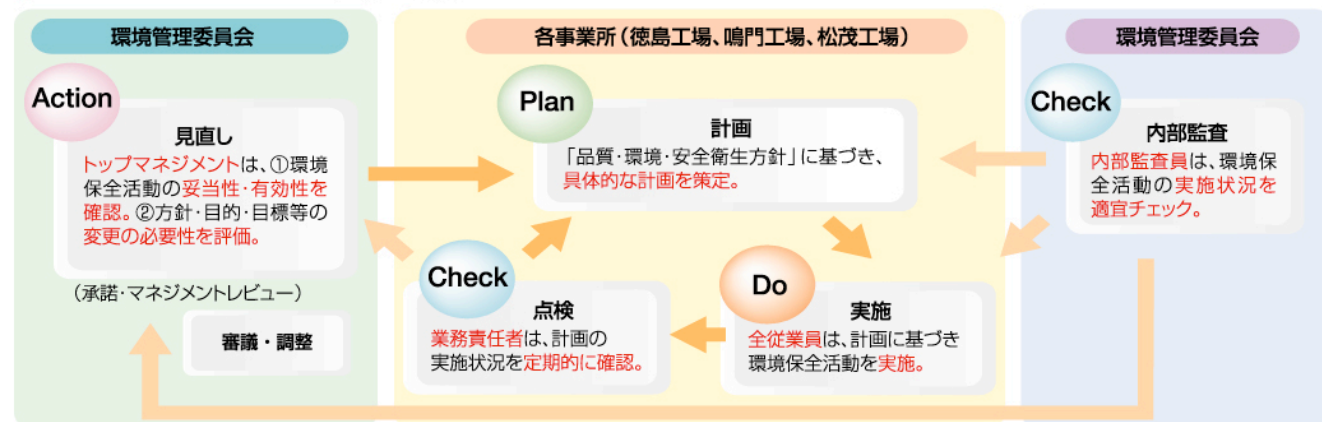 環境管理委員会
Action
見直し
トップマネジメントは、①環境
保全活動の妥当性・有効性を
確認。②方針・目的・目標等の
変更の必要性を評価。
(承諾・マネジメントレビュー)
審議・調整
各事業所(徳島工場、鳴門工場、松茂工場)
Plan
計画
「品質・環境・安全衛生方針」に基づき、
具体的な計画を策定。
Check
点検
業務責任者は、計画の
実施状況を定期的に確認。
Do
実施
全従業員は、計画に基づき
環境保全活動を実施。
環境管理委員会
Check
内部監査
内部監査員は、環境保
全活動の実施状況を
適宜チェック。